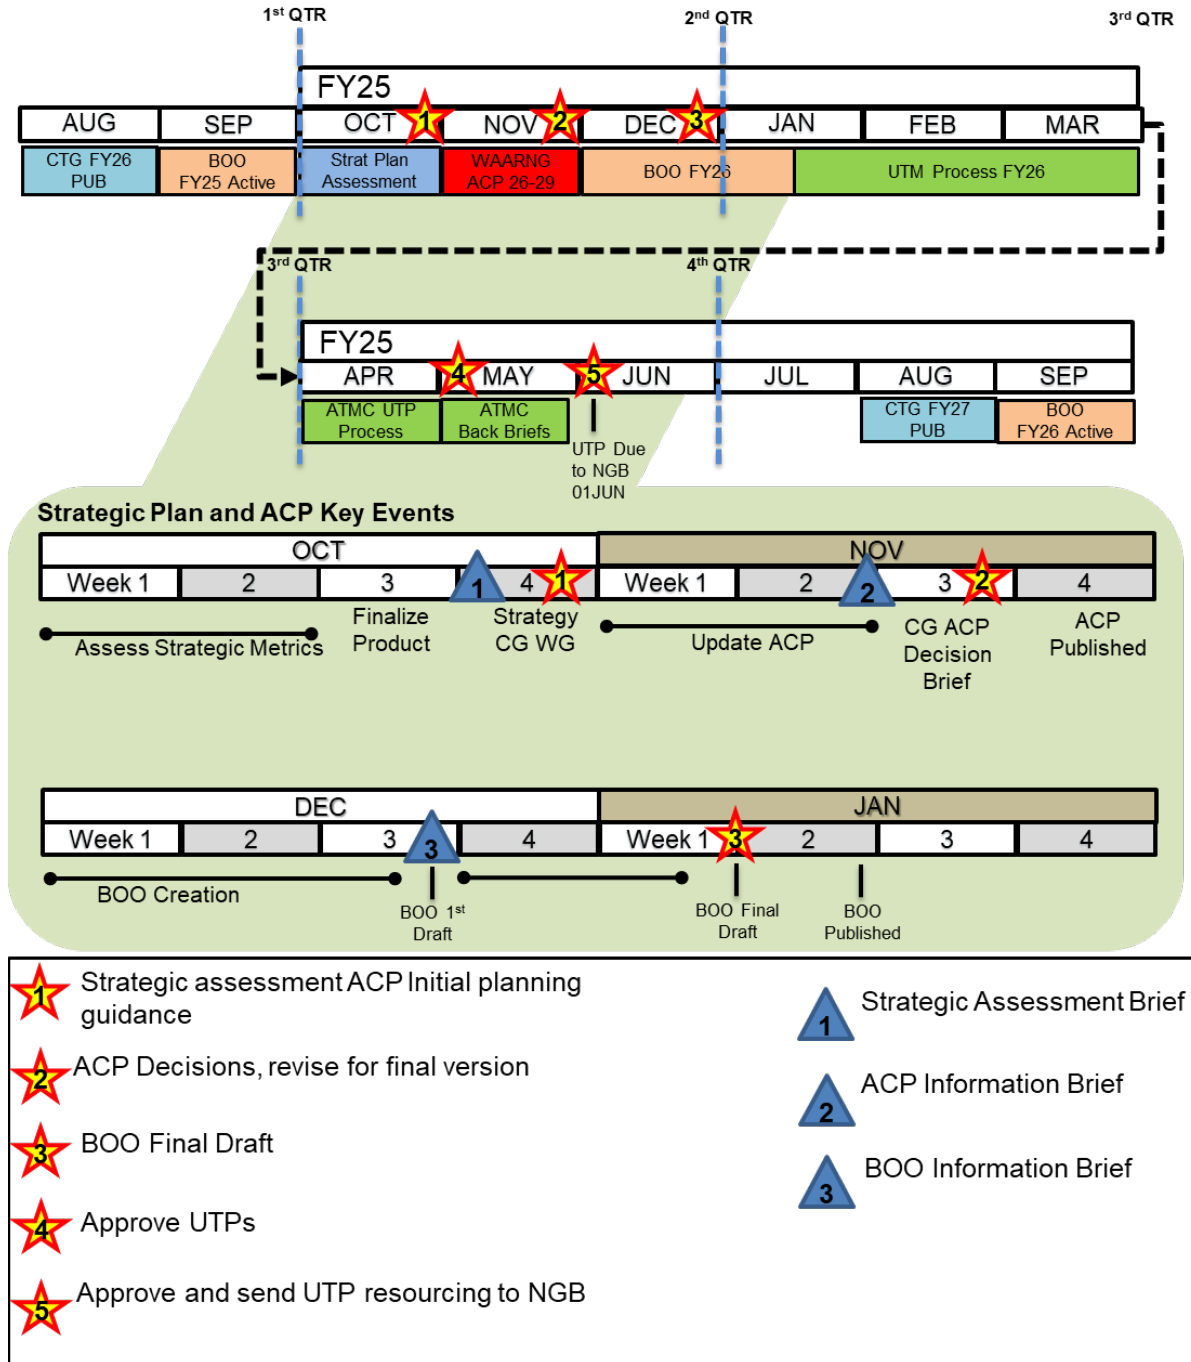 1st QTR
2nd QTR
3rd QTR
FY25
AUG
SEP
OCT
1
NOV
2
DEC
3
JAN
FEB
MAR
CTG FY26
PUB
BOO
FY25 Active
Strat Plan
Assessment
WAARNG
ACP 26-29
BOO FY26
UTM Process FY26
3rd QTR
4th QTR
FY25
APR
4
MAY
5
JUN
JUL
AUG
SEP
ATMC UTP
Process
ATMC
Back Briefs
UTP Due
to NGB
01JUN
CTG FY27
PUB
BOO
FY26 Active
Strategic Plan and ACP Key Events
OCT
NOV
Week 1
2
3
1
4
1
Week 1
2
2
3
2
4
Assess Strategic Metrics
Finalize
Product
Strategy
CG WG
Update ACP
CG ACP
Decision
Brief
ACP
Published
DEC
JAN
Week 1
2
3
3
4
Week 1
3
2
3
4
BOO Creation
BOO 1st
Draft
BOO Final
Draft
BOO
Published
1
Strategic assessment ACP Initial planning
guidance
2
ACP Decisions, revise for final version
3
BOO Final Draft
4
Approve UTPs
5
Approve and send UTP resourcing to NGB
1
Strategic Assessment Brief
2
ACP Information Brief
3
BOO Information Brief